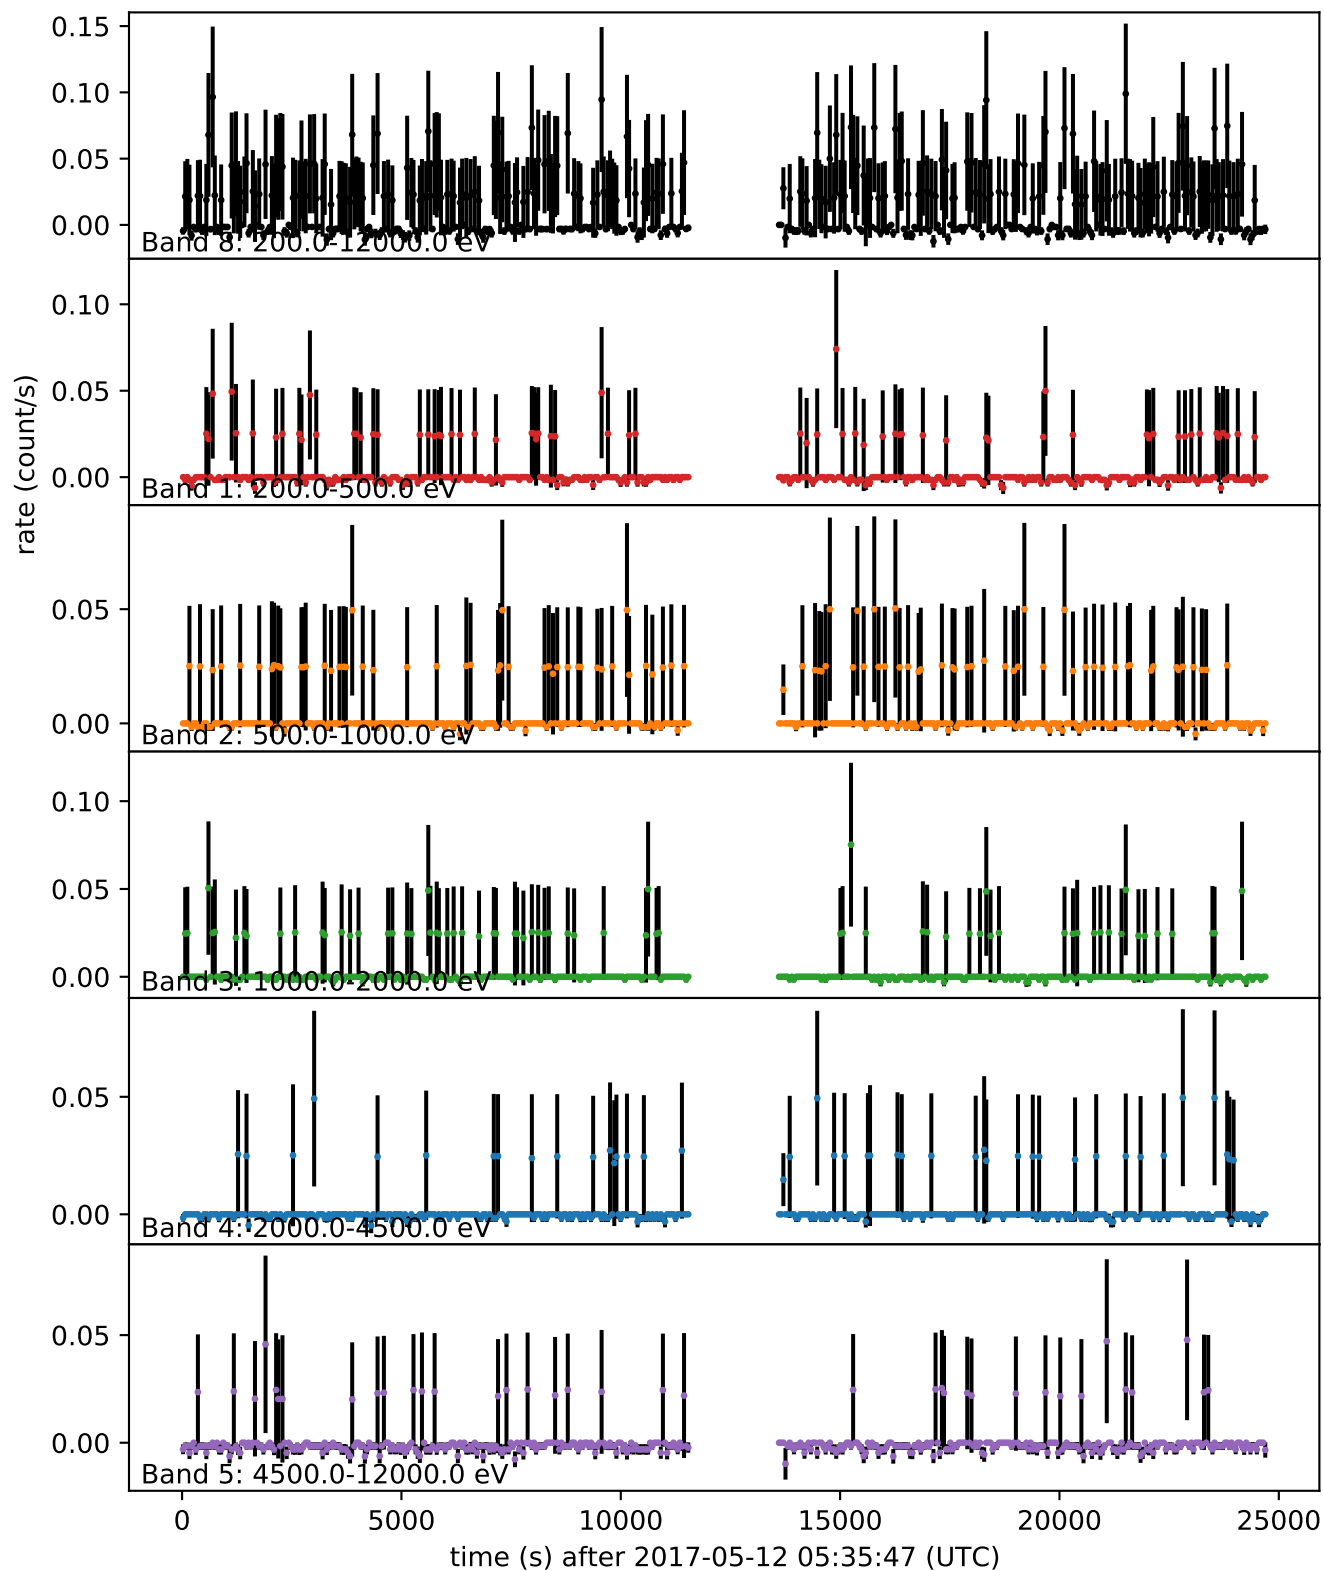 0.15
0.10
0.05
0.00
Band 8: 200.0-12000.0 eV
0.10
0.05
0.00
Band 1: 200.0-500.0 eV
rate (count/s)
0.05
0.00
Band 2: 500.0-1000.0 eV
0.10
0.05
0.00
Band 3: 1000.0-2000.0 eV
0.05
0.00
Band 4: 2000.0-4500.0 eV
0.05
0.00
Band 5: 4500.0-12000.0 eV
0 5000 10000 15000 20000 25000
time (s) after 2017-05-12 05:35:47 (UTC)